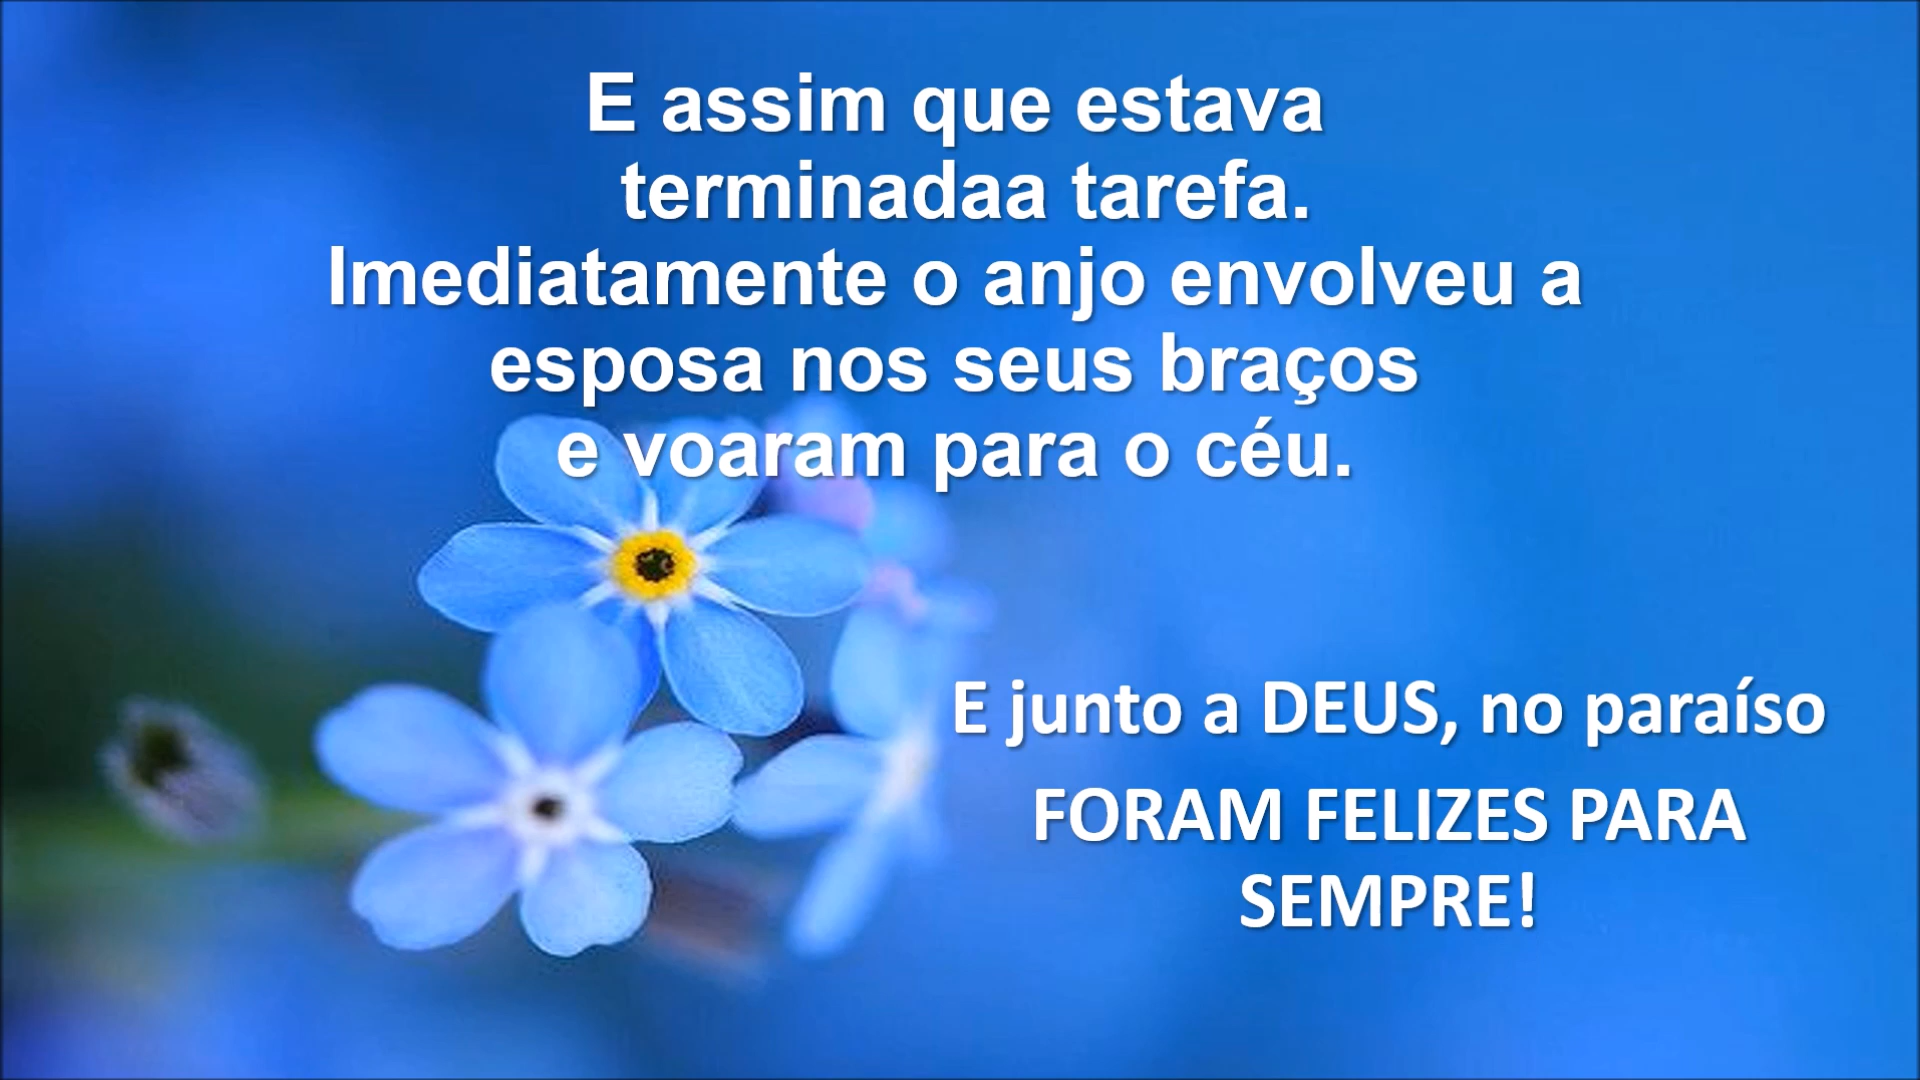 E assim que estava
terminadaa tarefa.
Imediatamente o anjo envolveu a
esposa nos seus braços
e voaram para o céu.
E junto a DEUS, no paraíso
FORAM FELIZES PARA
SEMPRE!